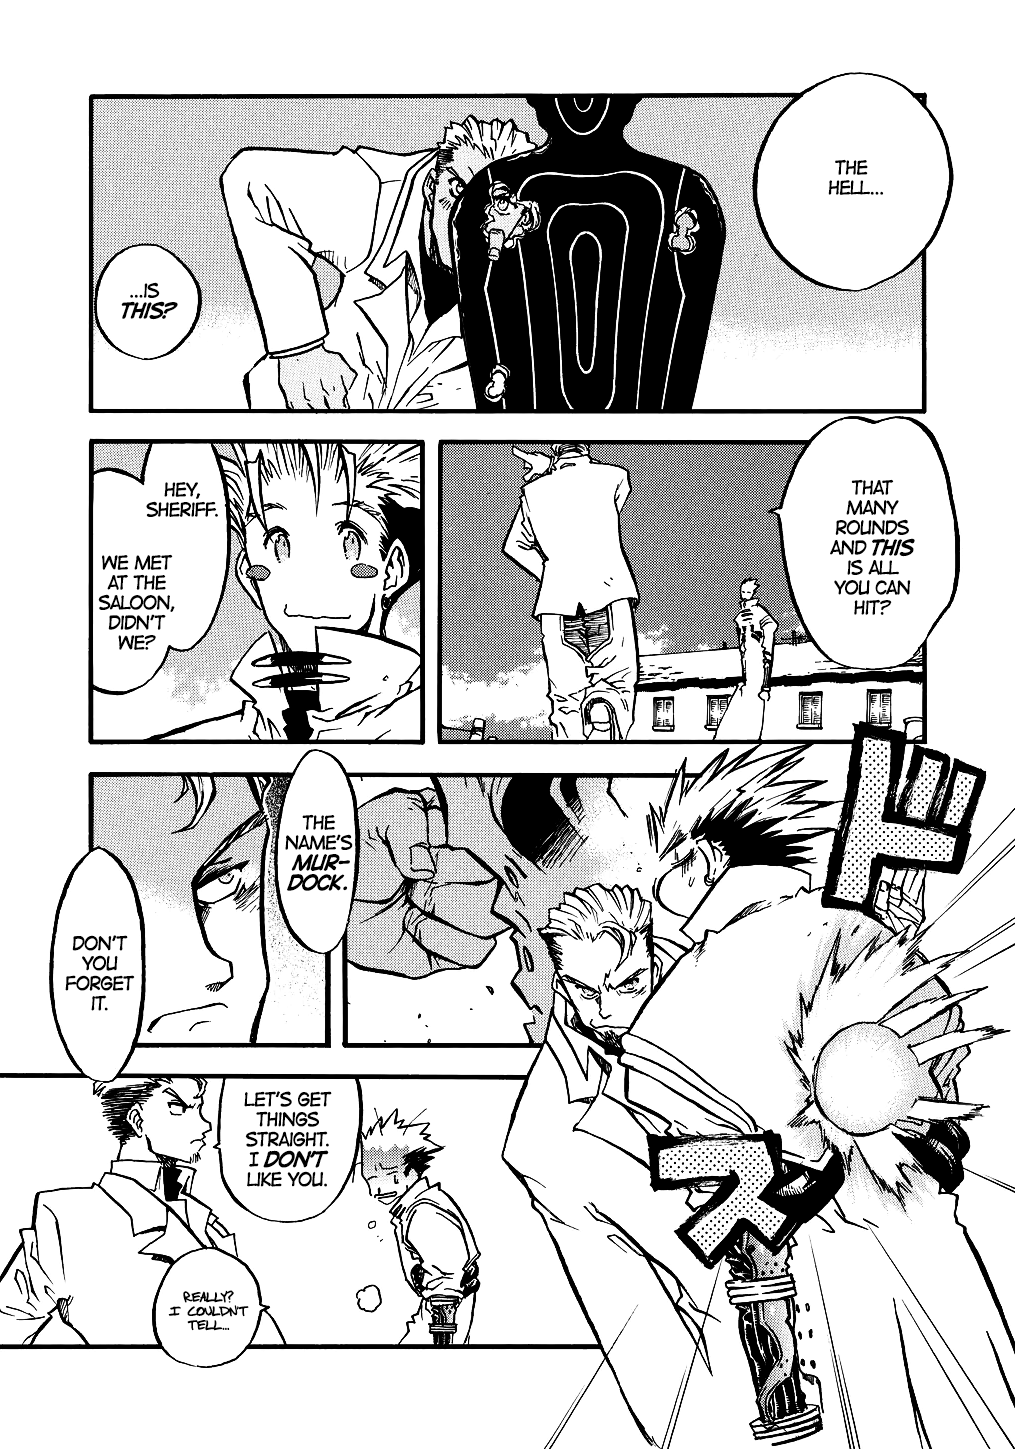 THE
HELL...
...IS
THIS?
THAT
MANY
ROUNDS
AND THIS
IS ALL
YOU CAN
HIT?
HEY,
SHERIFF.
WE MET
AT THE
SALOON,
DIDN'T
WE?
ドス
THE
NAME'S
MUR-
DOCK.
DON'T
YOU
FORGET
IT.
LET'S GET
THINGS
STRAIGHT.
I DON'T
LIKE YOU.
REALLY?
I COULDN'T
TELL...